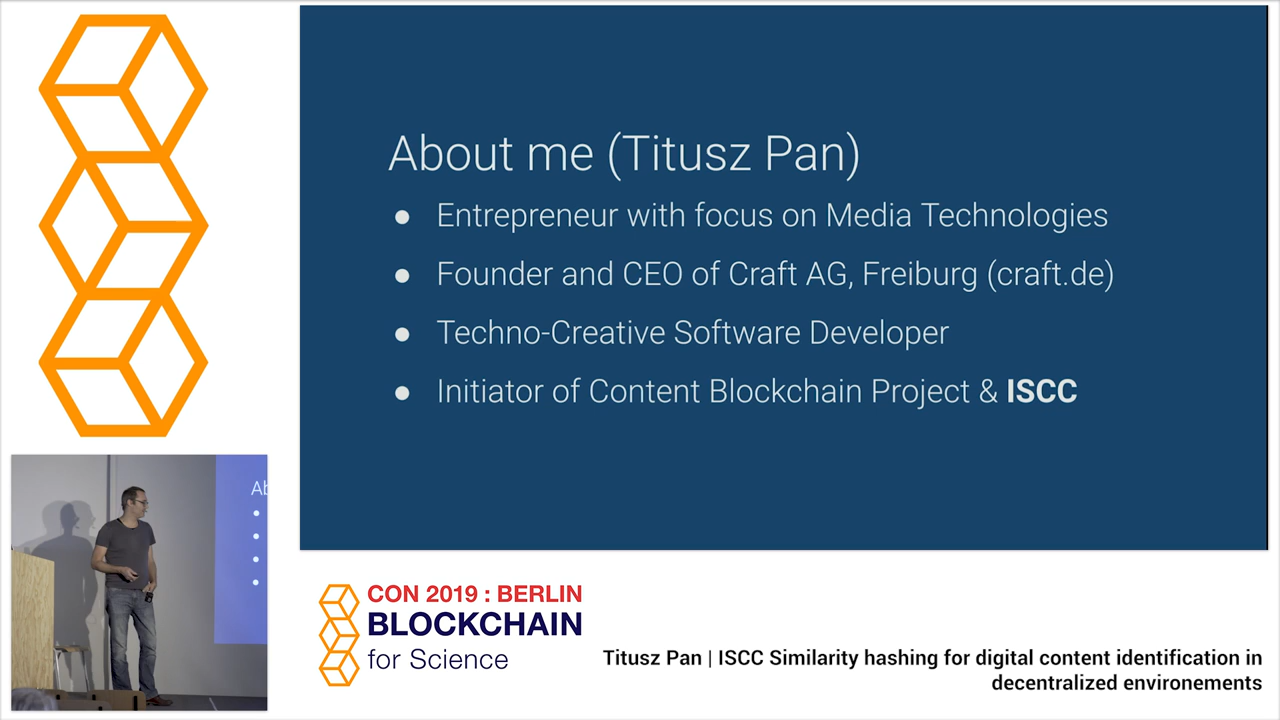 About me (Titusz Pan)
● Entrepreneur with focus on Media Technologies
● Founder and CEO of Craft AG, Freiburg (craft.de)
● Techno-Creative Software Developer
● Initiator of Content Blockchain Project & ISCC
Ab
CON 2019 : BERLIN
BLOCKCHAIN
for Science
Titusz Pan | ISCC Similarity hashing for digital content identification in
decentralized environements